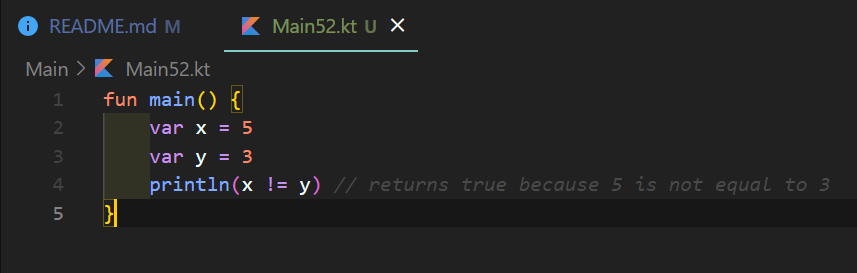 README.md M Main52.kt U ×
Main > Main52.kt
1 fun main() {
2 var x = 5
3 var y = 3
4 println(x != y) // returns true because 5 is not equal to 3
5 }